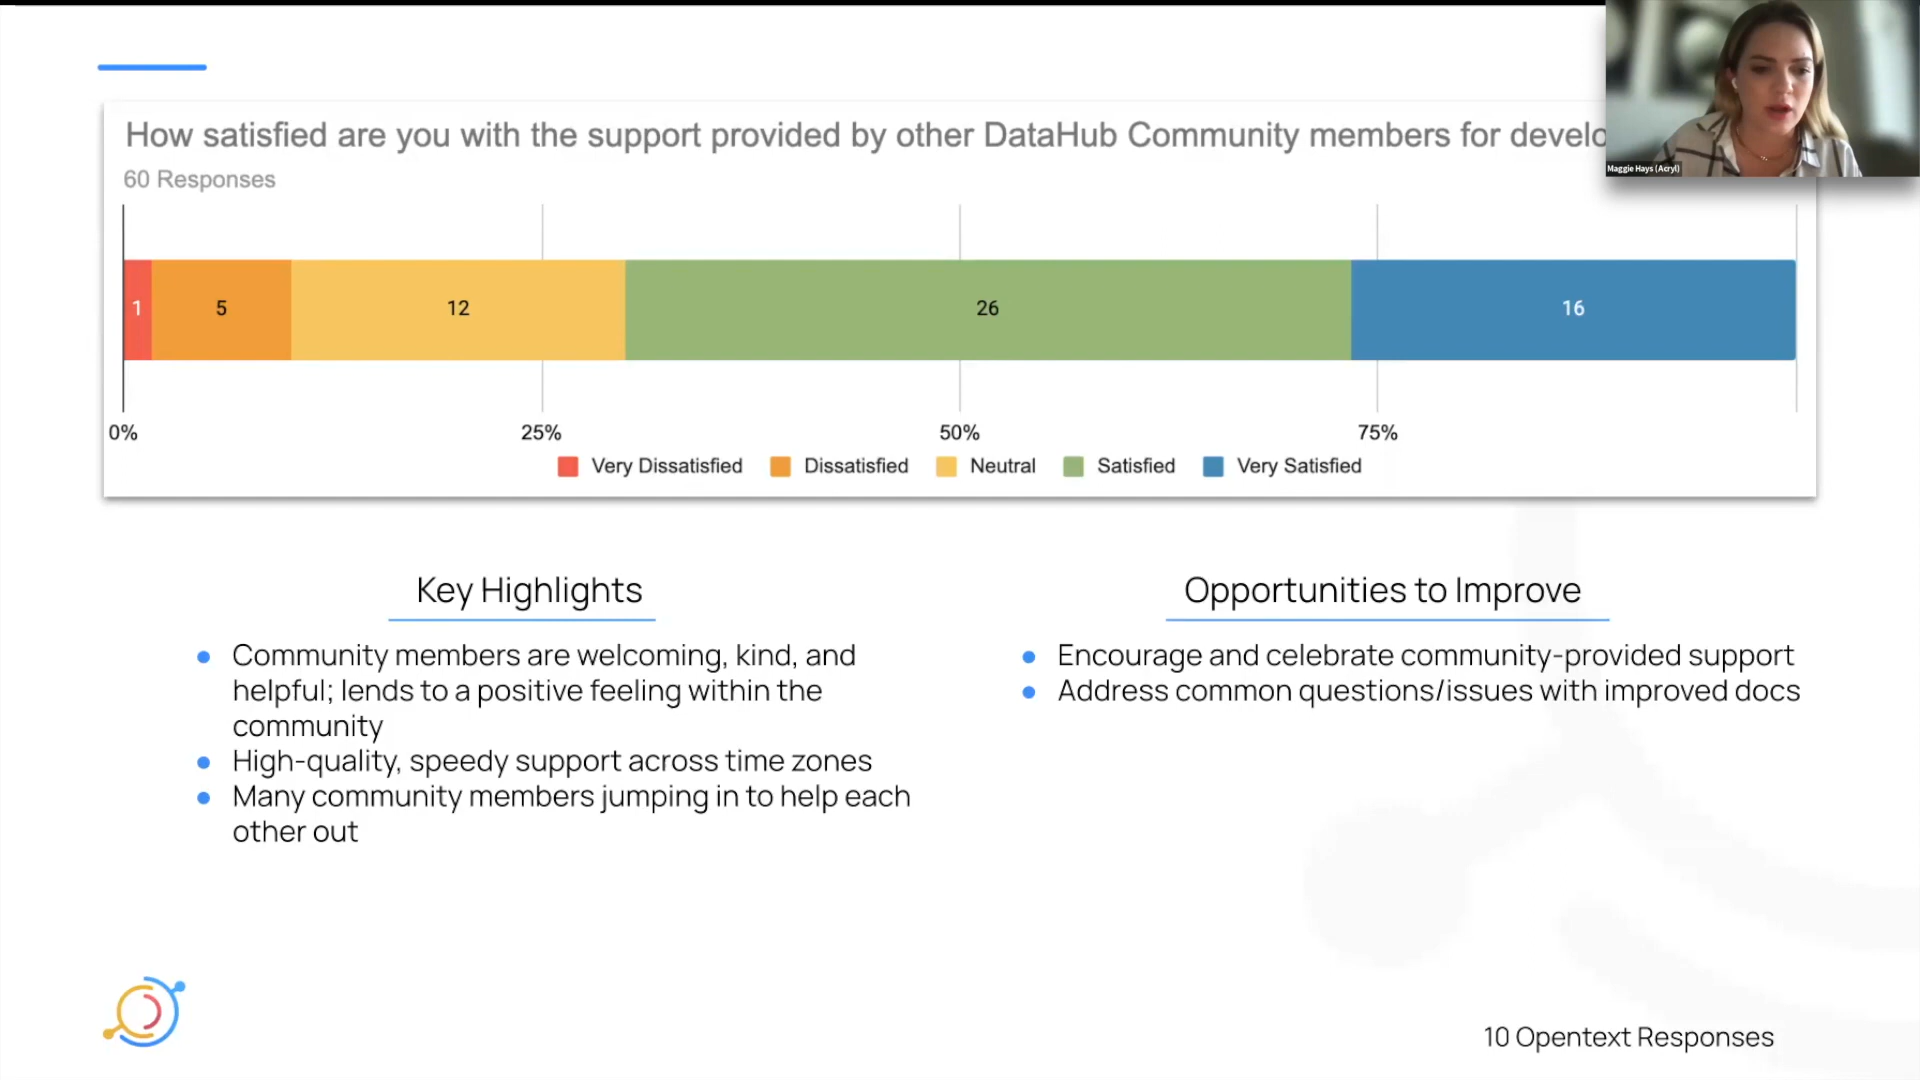 How satisfied are you with the support provided by other DataHub Community members for develo
60 Responses
Maggie Hays (Acryl)
1 5 12 26 16
0% 25% 50% 75%
Very Dissatisfied Dissatisfied Neutral Satisfied Very Satisfied
Key Highlights
Community members are welcoming, kind, and
helpful; lends to a positive feeling within the
community
High-quality, speedy support across time zones
Many community members jumping in to help each
other out
Opportunities to Improve
Encourage and celebrate community-provided support
Address common questions/issues with improved docs
10 Opentext Responses